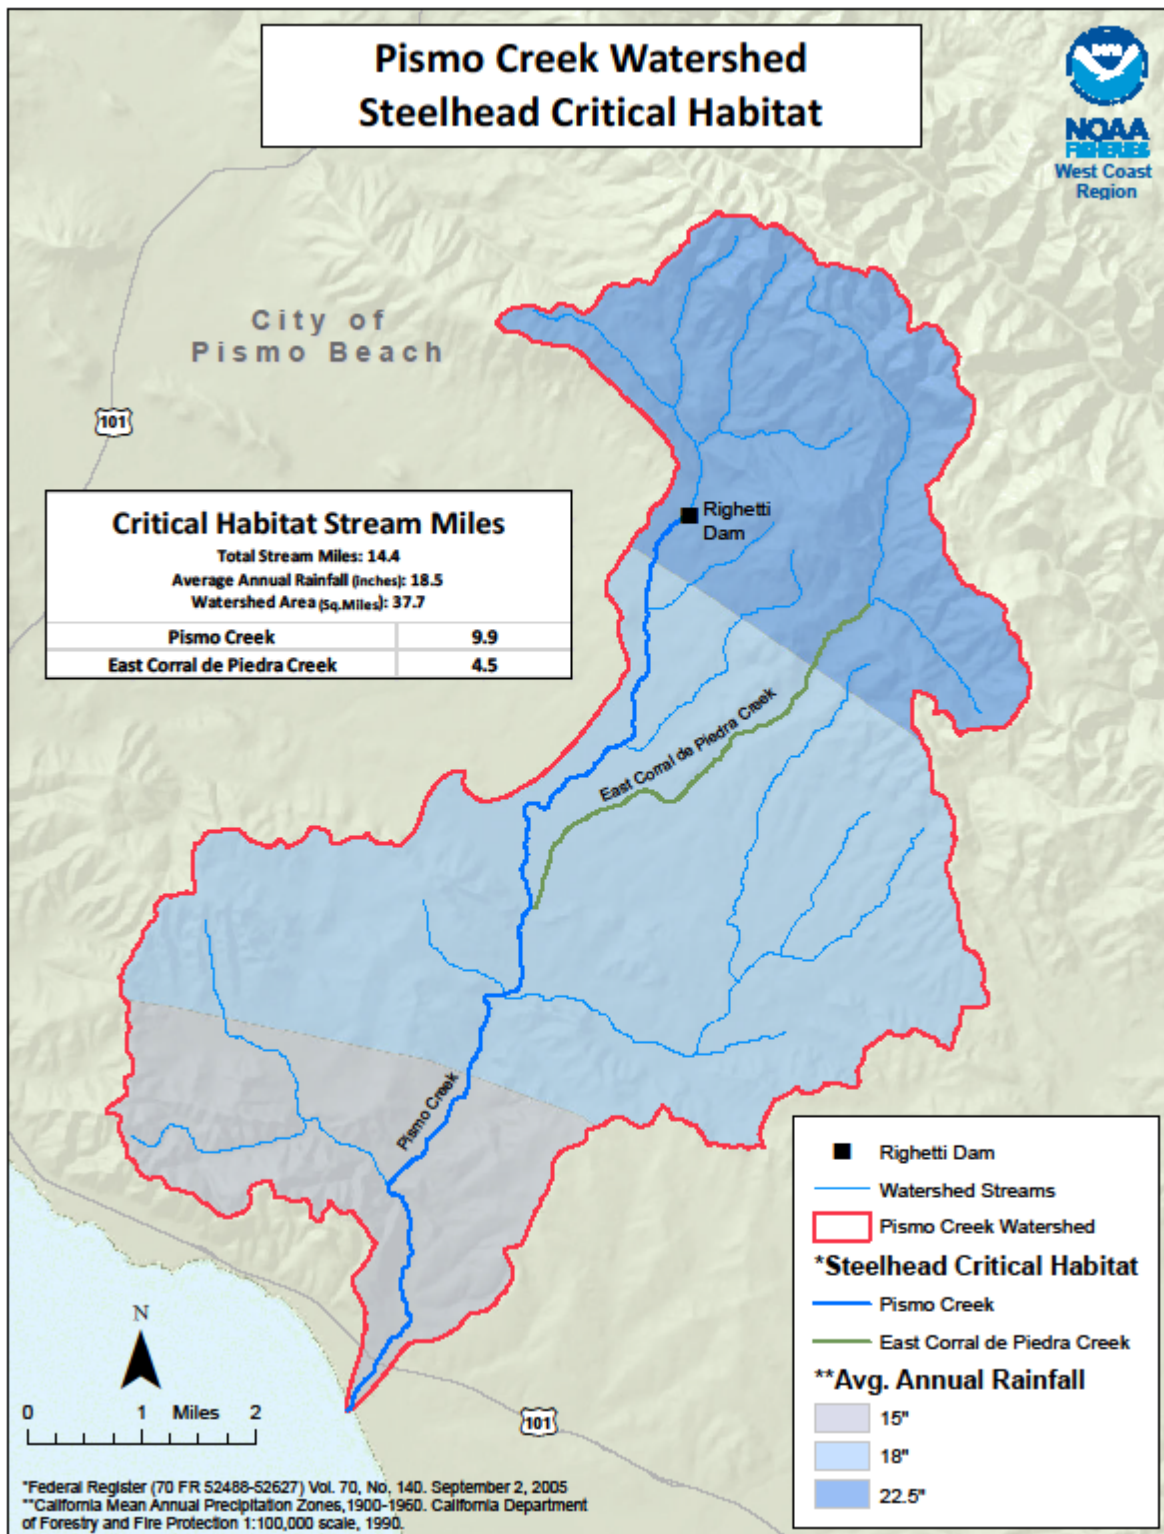 Pismo Creek Watershed
Steelhead Critical Habitat
NOAA
FISHERIES
West Coast
Region
City of
Pismo Beach
101
Critical Habitat Stream Miles
Total Stream Miles: 14.4
Average Annual Rainfall (inches): 18.5
Watershed Area (Sq.Miles): 37.7
Pismo Creek 9.9
East Corral de Piedra Creek 4.5
Righetti
Dam
East Corral de Piedra Creek
Pismo Creek
Righetti Dam
Watershed Streams
Pismo Creek Watershed
*Steelhead Critical Habitat
Pismo Creek
East Corral de Piedra Creek
**Avg. Annual Rainfall
15"
18"
22.5"
N
0 1 Miles 2
101
*Federal Register (70 FR 52488-52627) Vol. 70, No. 140. September 2, 2005
**California Mean Annual Precipitation Zones,1900-1960. California Department
of Forestry and Fire Protection 1:100,000 scale, 1990.